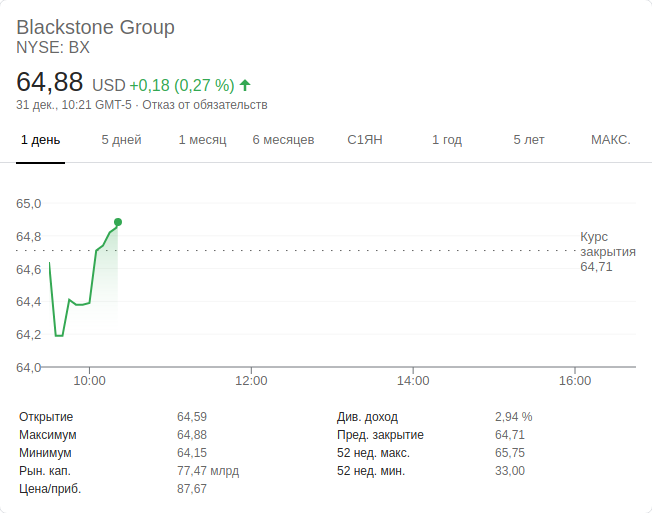 Blackstone Group
NYSE: BX
64,88 USD +0,18 (0,27 %)
31 дек., 10:21 GMT-5 · Отказ от обязательств
1 день 5 дней 1 месяц 6 месяцев С1ЯН 1 год 5 лет МАКС.
65,0
64,8
64,6
64,4
64,2
64,0
Курс
закрытия
64,71
10:00 12:00 14:00 16:00
Открытие 64,59
Максимум 64,88
Минимум 64,15
Рын. кап. 77,47 млрд
Цена/приб. 87,67
Див. доход 2,94 %
Пред. закрытие 64,71
52 нед. макс. 65,75
52 нед. мин. 33,00